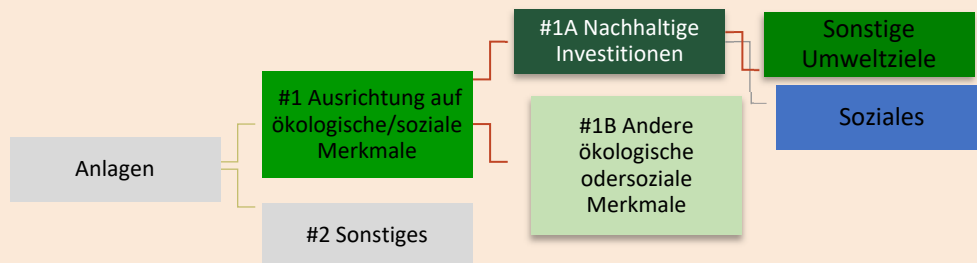 Anlagen
#1 Ausrichtung auf
ökologische/soziale
Merkmale
#2 Sonstiges
#1A Nachhaltige
Investitionen
#1B Andere
ökologische
odersoziale
Merkmale
Sonstige
Umweltziele
Soziales